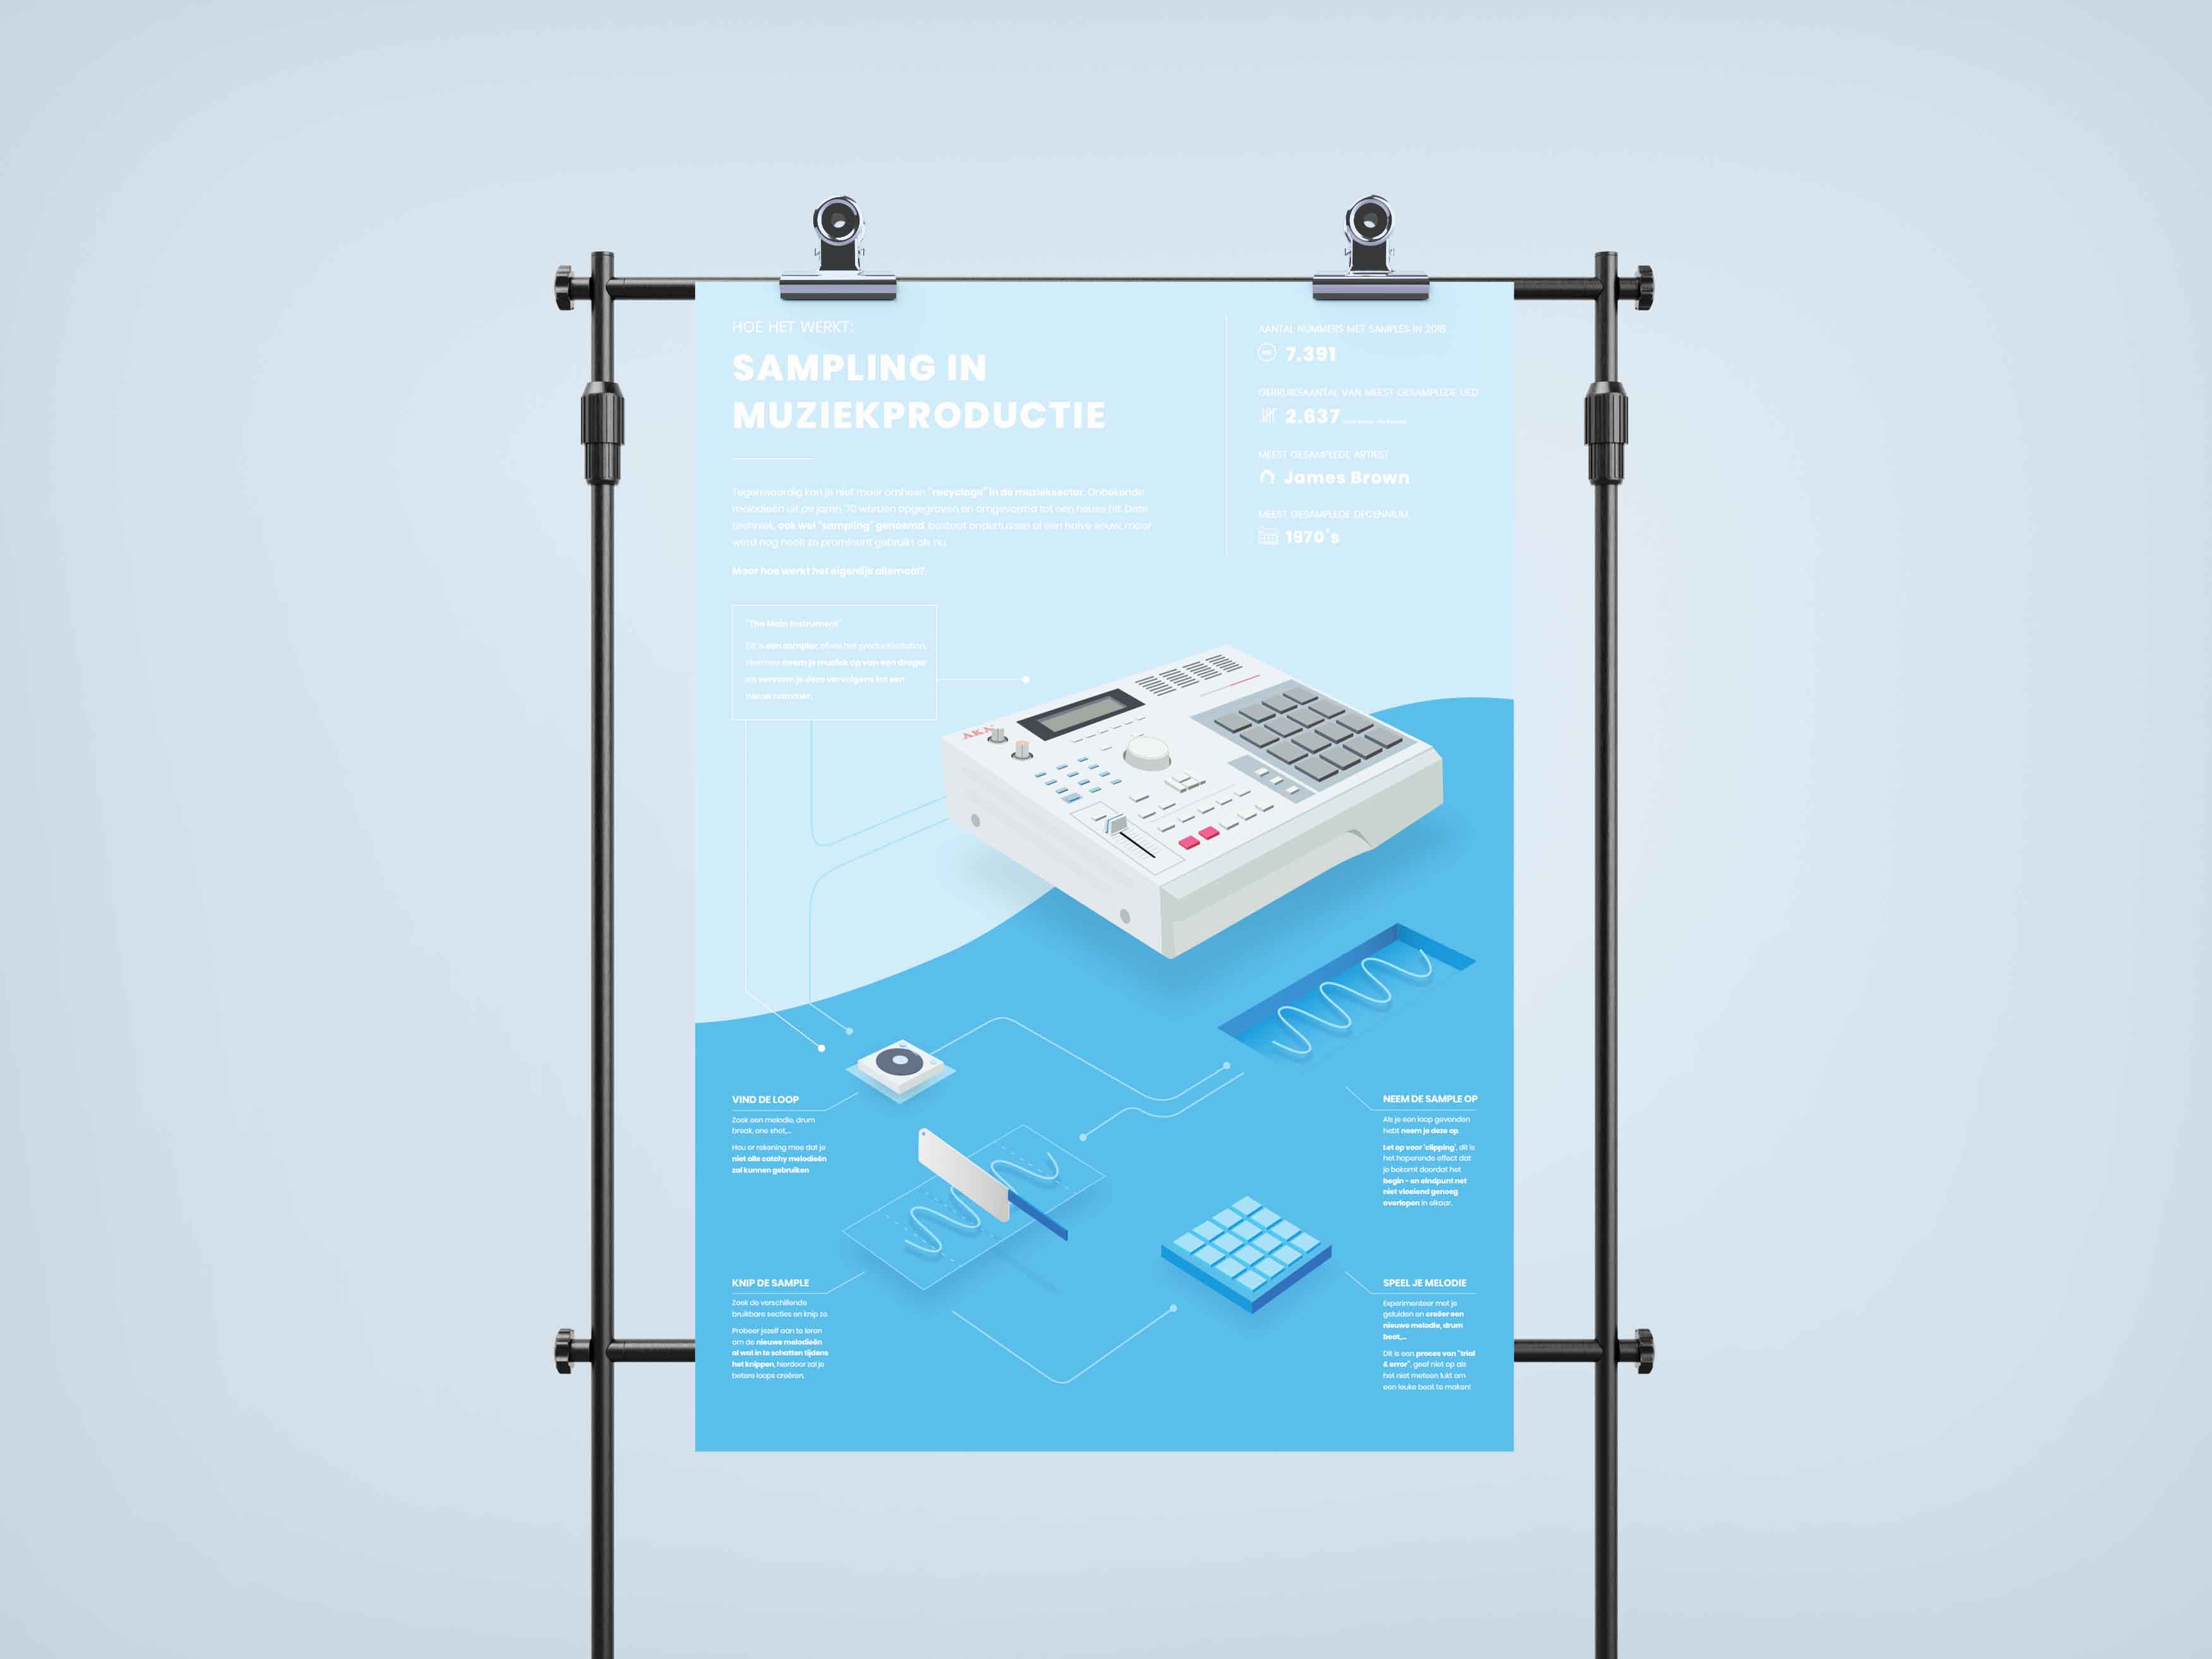 HOE HET WERKT:
SAMPLING IN
MUZIEKPRODUCTIE
Tegenwoordig kan je niet meer omheen "recyclage" in de muzieksector. Onbekende
melodieën uit de jaren '70 worden opgegraven en omgevormd tot een heuse hit. Deze
techniek, ook wel "sampling" genoemd, bestaat ondertussen al een halve eeuw, maar
werd nog nooit zo prominent gebruikt als nu.
Maar hoe werkt het eigenlijk allemaal?
AANTAL NUMMERS MET SAMPLES IN
7.391
GEBRUIKSAANTAL VAN MEEST GESAMPLEDE LIED
2.637
MEEST GESAMPLEDE ARTIEST
James Brown
MEEST GESAMPLEDE DECENNIUM
1970's
"The Main Instrument"
Dit is een sampler, ofwel het productiestation.
Hiermee neem je muziek op van een drager
en vervorm je deze vervolgens tot een
nieuw nummer.
AKAI
VIND DE LOOP
Zoek een melodie, drum
break, one shot,...
Hou er rekening mee dat je
niet alle catchy melodieën
zal kunnen gebruiken
NEEM DE SAMPLE OP
Als je een loop gevonden
hebt neem je deze op.
Let op voor 'clipping', dit is
het haperende effect dat
je bekomt doordat het
begin - en eindpunt net
niet vloeiend genoeg
overlopen in elkaar.
KNIP DE SAMPLE
Zoek de verschillende
bruikbare secties en knip ze.
Probeer jezelf aan te leren
om de nieuwe melodieën
al wat in te schatten tijdens
het knippen, hierdoor zal je
betere loops creëren.
SPEEL JE MELODIE
Experimenteer met je
geluiden en creëer een
nieuwe melodie, drum
beat,...
Dit is een proces van "trial
& error", geef niet op als
het niet meteen lukt om
een leuke beat te maken!